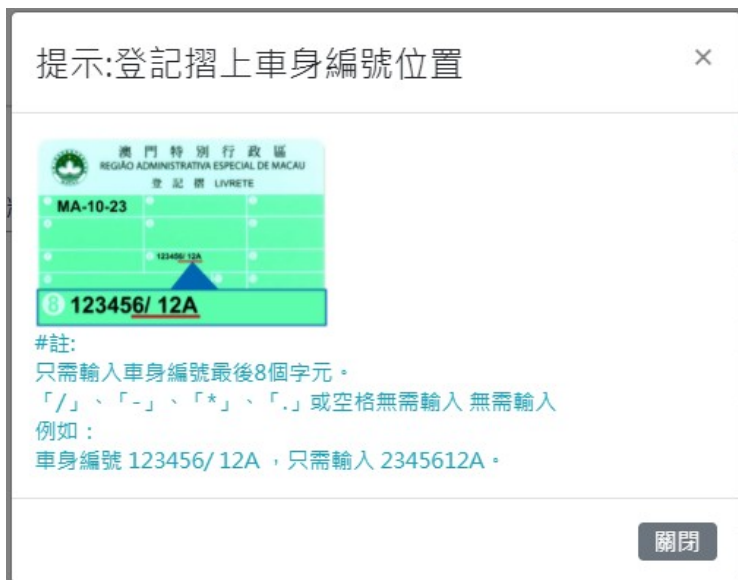 提示:登記摺上車身編號位置
×
澳門特別行政區
REGIÃO ADMINISTRATIVA ESPECIAL DE MACAU
登記摺 LIVRETE
MA-10-23
123456/ 12A
8 123456/ 12A
#註:
只需輸入車身編號最後8個字元。
「/」、「-」、「*」、「.」或空格無需輸入 無需輸入
例如：
車身編號 123456/ 12A ，只需輸入 2345612A。
關閉